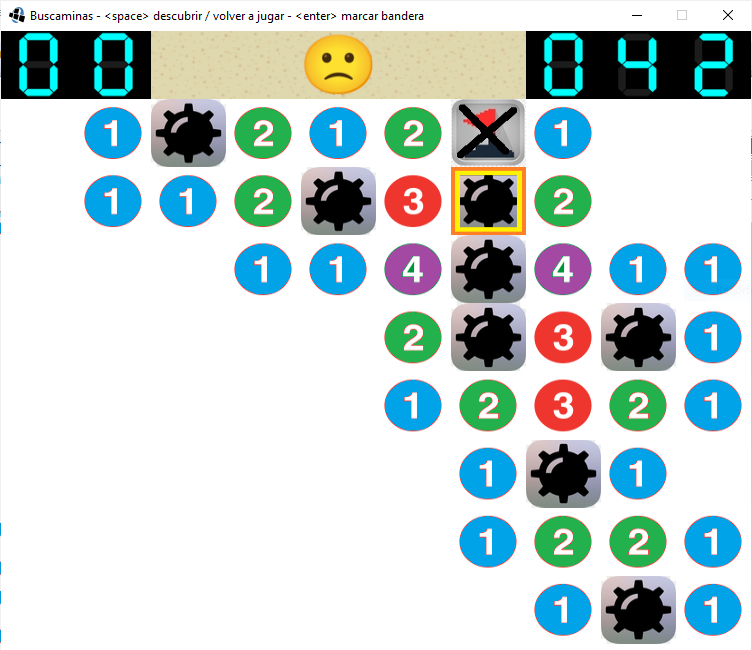 Buscaminas - <space> descubrir / volver a jugar - <enter> marcar bandera
00 042
1 2 1 2 1
1 1 2 3 2
1 1 4 4 1 1
2 3 1
1 2 3 2 1
1 1
1 2 2 1
1 1